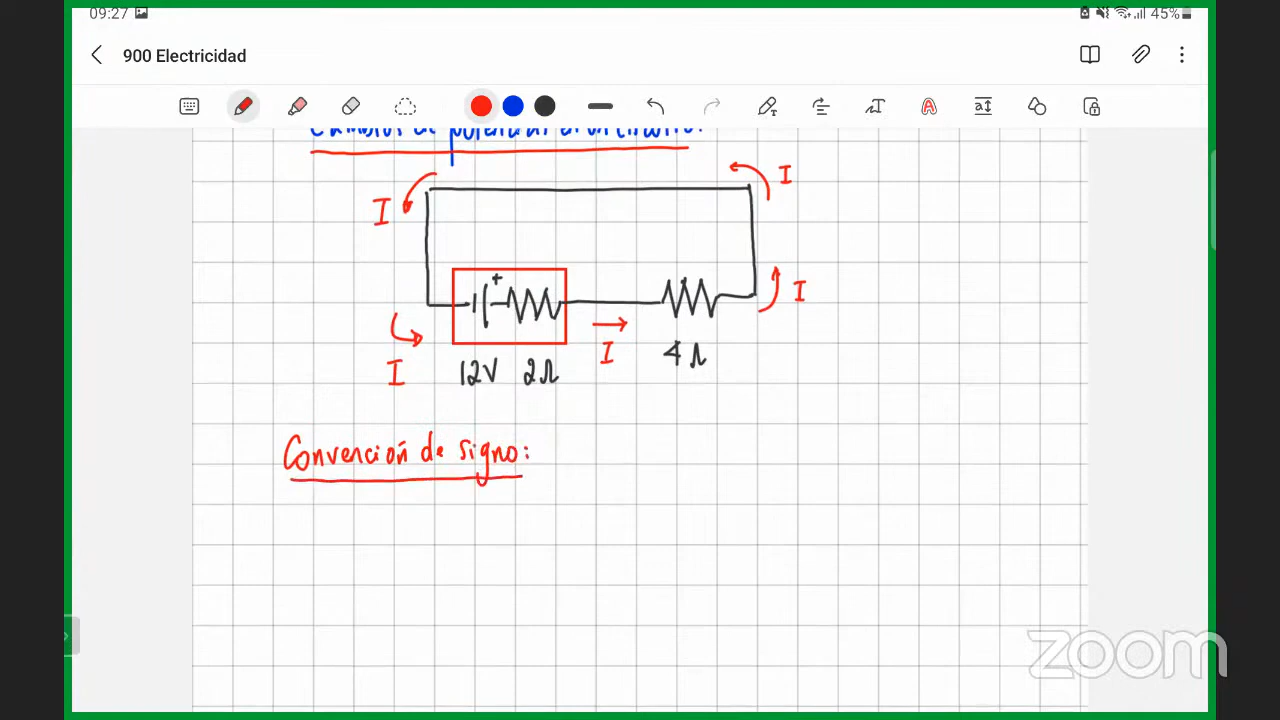 09:27
45%
900 Electricidad
I
I
+
I
I
I
12V 2Ω
4Ω
Convención de signo:
zoom